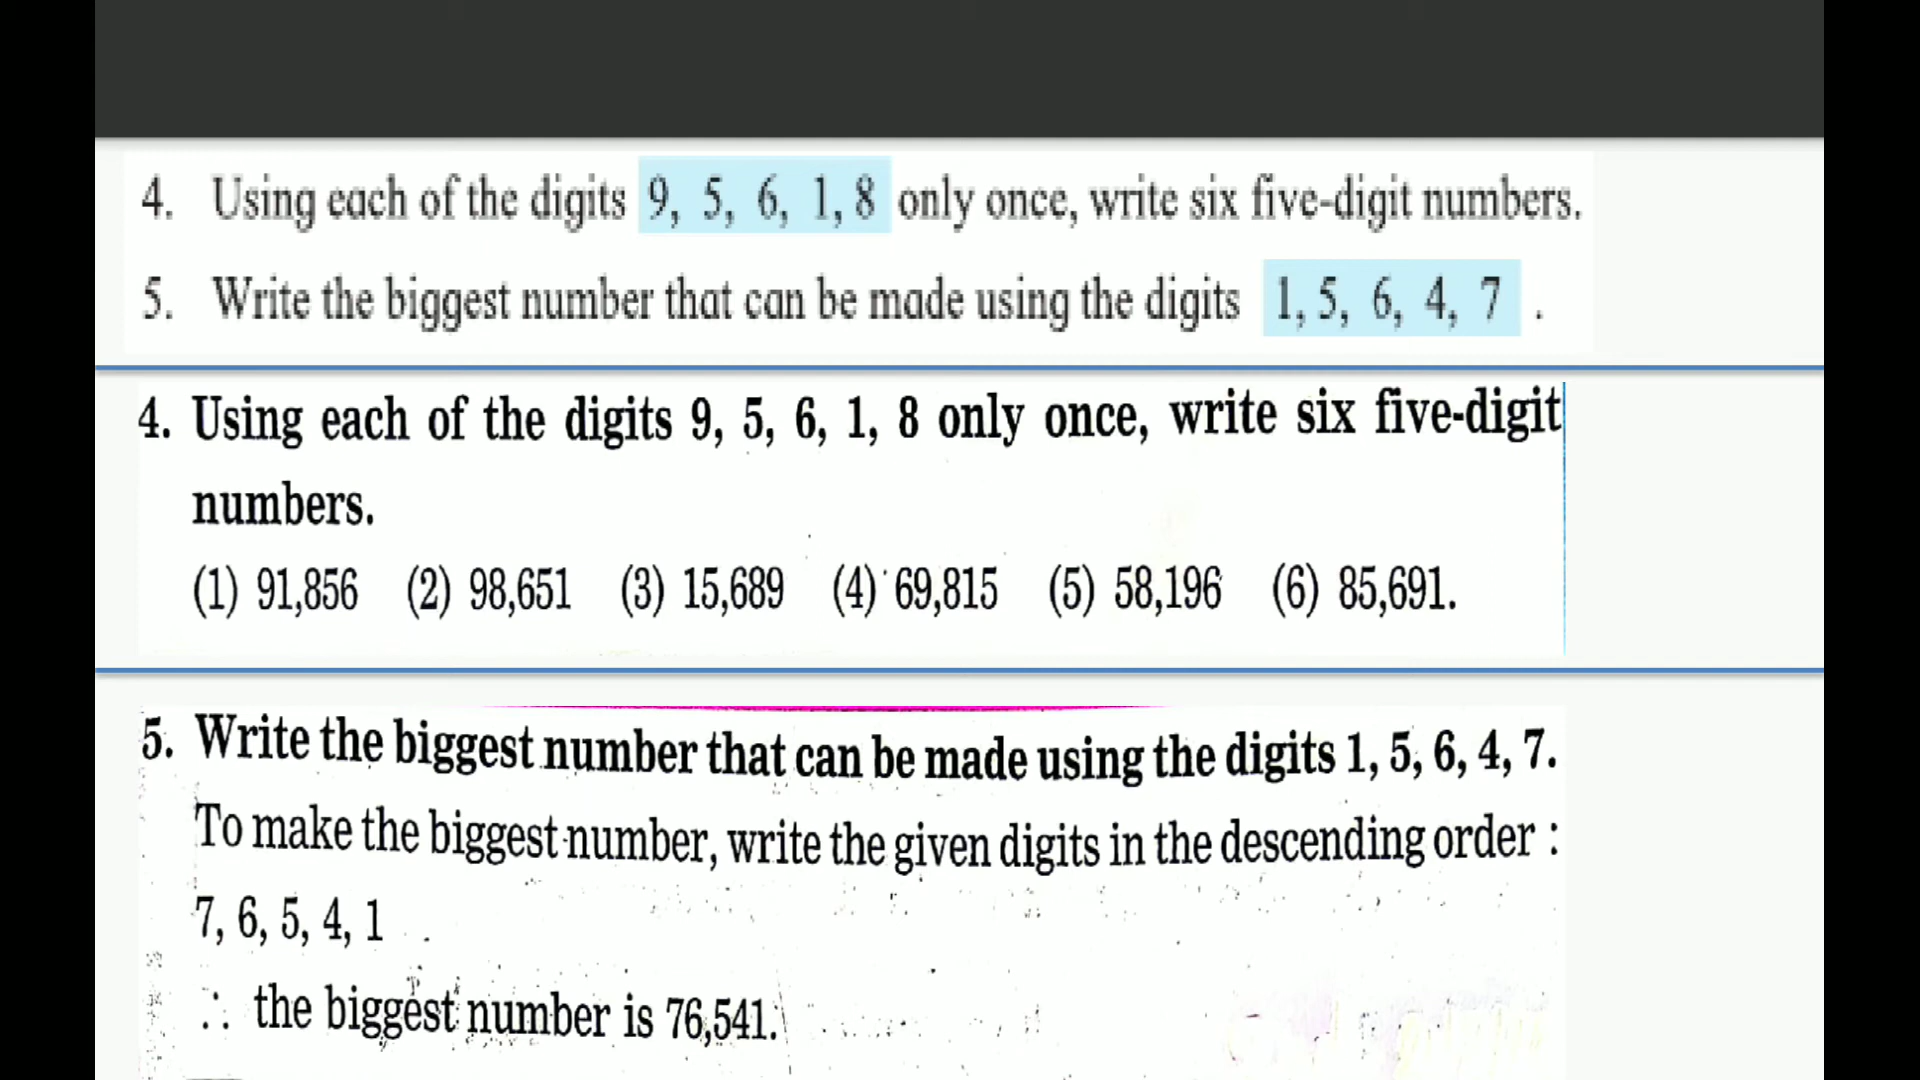 4. Using each of the digits 9, 5, 6, 1, 8 only once, write six five-digit numbers.
5. Write the biggest number that can be made using the digits 1, 5, 6, 4, 7 .
4. Using each of the digits 9, 5, 6, 1, 8 only once, write six five-digit
numbers.
(1) 91,856 (2) 98,651 (3) 15,689 (4) 69,815 (5) 58,196 (6) 85,691.
5. Write the biggest number that can be made using the digits 1, 5, 6, 4, 7.
To make the biggest number, write the given digits in the descending order :
7, 6, 5, 4, 1
∴ the biggest number is 76,541.